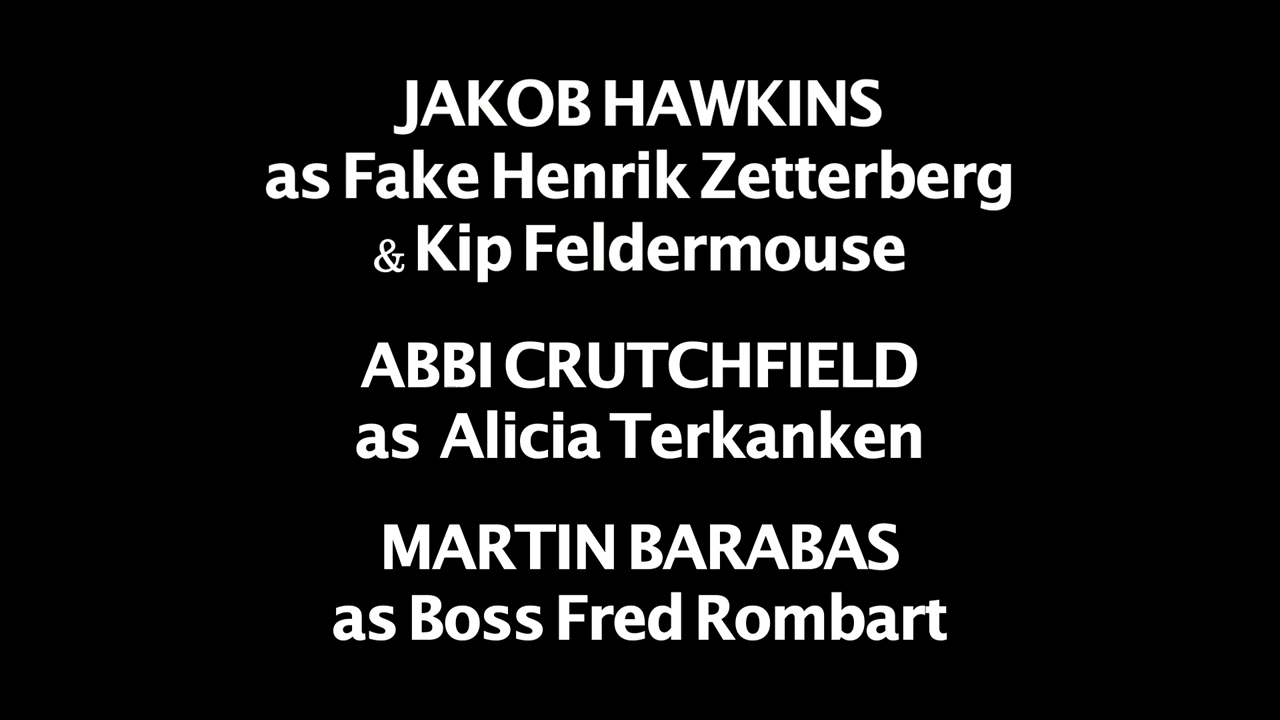 JAKOB HAWKINS
as Fake Henrik Zetterberg
& Kip Feldermouse
ABBI CRUTCHFIELD
as Alicia Terkanken
MARTIN BARABAS
as Boss Fred Rombart